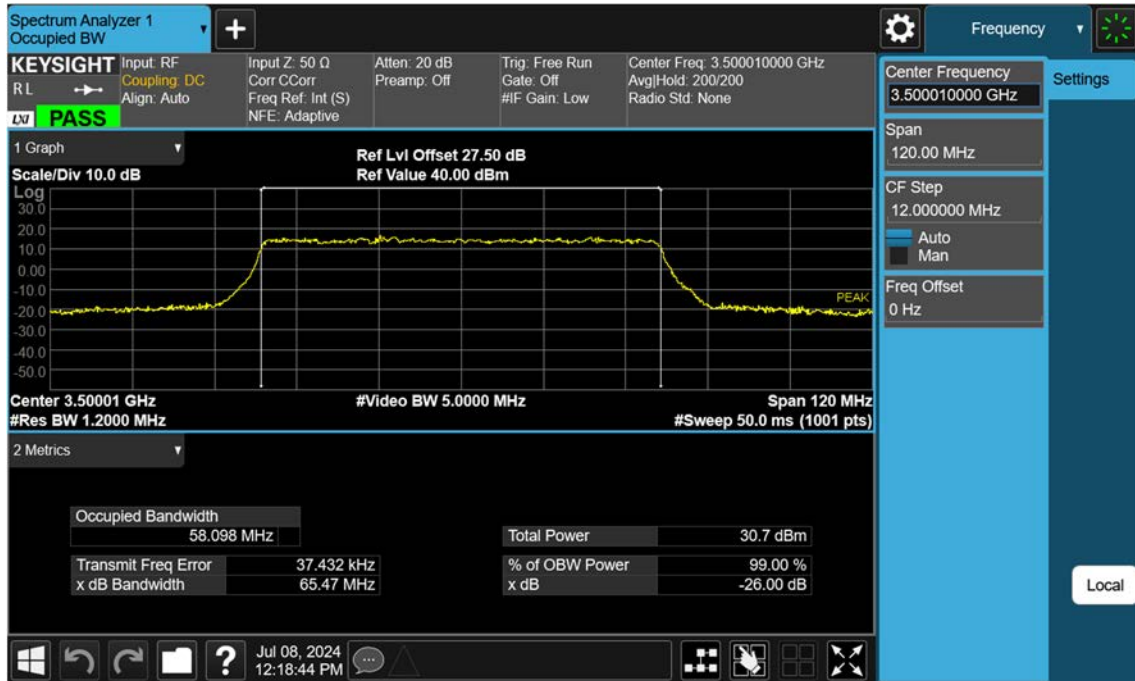 Spectrum Analyzer 1
Occupied BW
+
Frequency
KEYSIGHT
RL
LXI PASS
Input: RF
Coupling: DC
Align: Auto
Input Z: 50 Ω
Corr CCorr
Freq Ref: Int (S)
NFE: Adaptive
Atten: 20 dB
Preamp: Off
Trig: Free Run
Gate: Off
#IF Gain: Low
Center Freq: 3.500010000 GHz
Avg|Hold: 200/200
Radio Std: None
Center Frequency
3.500010000 GHz
Settings
Span
120.00 MHz
CF Step
12.000000 MHz
Auto
Man
Freq Offset
0 Hz
1 Graph
Scale/Div 10.0 dB
Ref Lvl Offset 27.50 dB
Ref Value 40.00 dBm
Log
30.0
20.0
10.0
0.00
-10.0
-20.0
-30.0
-40.0
-50.0
PEAK
Center 3.50001 GHz
#Video BW 5.0000 MHz
Span 120 MHz
#Res BW 1.2000 MHz
#Sweep 50.0 ms (1001 pts)
2 Metrics
Occupied Bandwidth
58.098 MHz
Total Power 30.7 dBm
Transmit Freq Error 37.432 kHz
% of OBW Power 99.00 %
x dB Bandwidth 65.47 MHz
x dB -26.00 dB
Local
?
Jul 08, 2024
12:18:44 PM